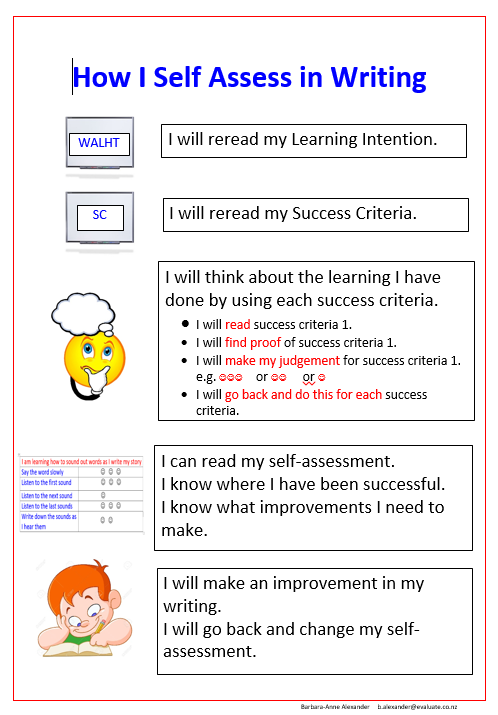 How I Self Assess in Writing
WALHT
I will reread my Learning Intention.
SC
I will reread my Success Criteria.
I will think about the learning I have
done by using each success criteria.
• I will read success criteria 1.
• I will find proof of success criteria 1.
• I will make my judgement for success criteria 1.
e.g. ☺☺☺ or ☺☺ or ☺
• I will go back and do this for each success
criteria.
I am learning how to sound out words as I write my story
Say the word slowly ☺ ☺ ☺
Listen to the first sound ☺ ☺ ☺
Listen to the next sound ☺
Listen to the last sounds ☺ ☺ ☺
Write down the sounds as
I hear them ☺ ☺
I can read my self-assessment.
I know where I have been successful.
I know what improvements I need to
make.
I will make an improvement in my
writing.
I will go back and change my self-
assessment.
Barbara-Anne Alexander b.alexander@evaluate.co.nz